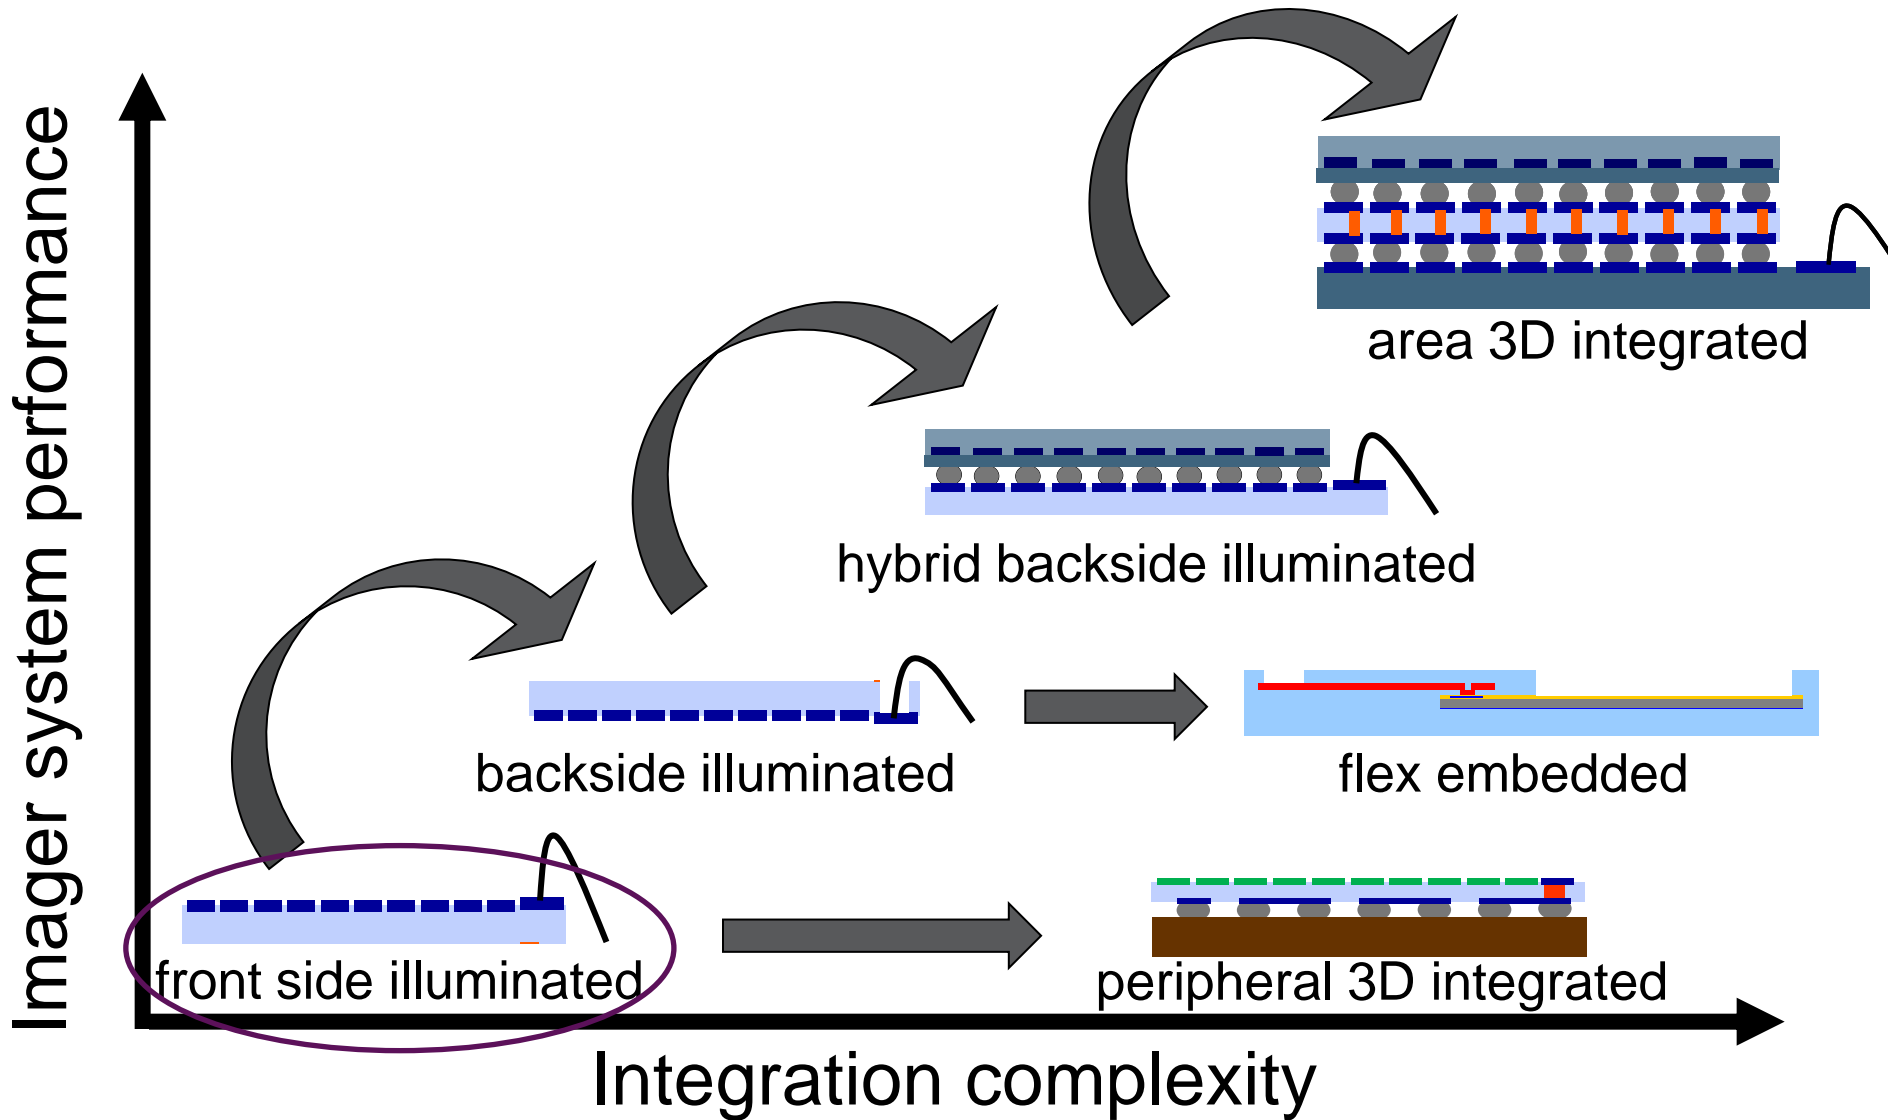 Imager system performance
area 3D integrated
hybrid backside illuminated
backside illuminated
flex embedded
front side illuminated
peripheral 3D integrated
Integration complexity